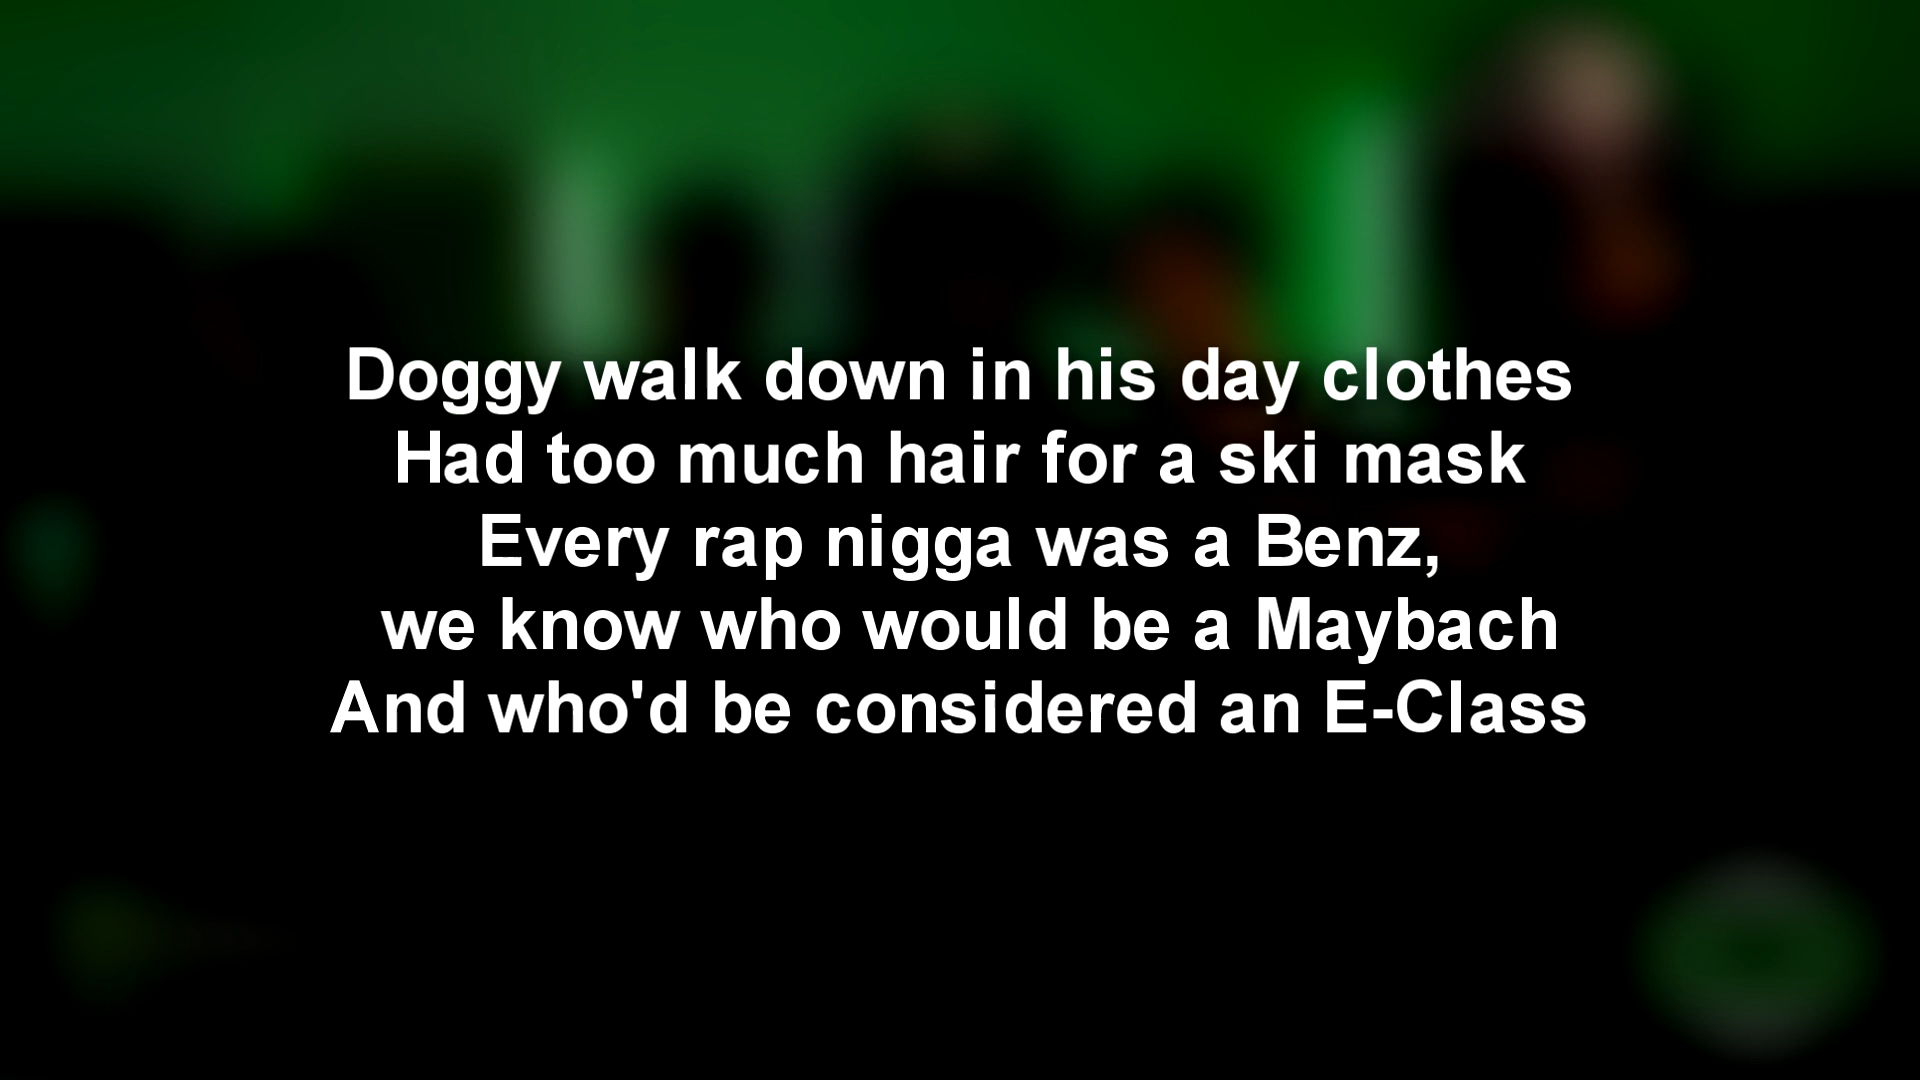 Doggy walk down in his day clothes
Had too much hair for a ski mask
Every rap nigga was a Benz,
we know who would be a Maybach
And who'd be considered an E-Class